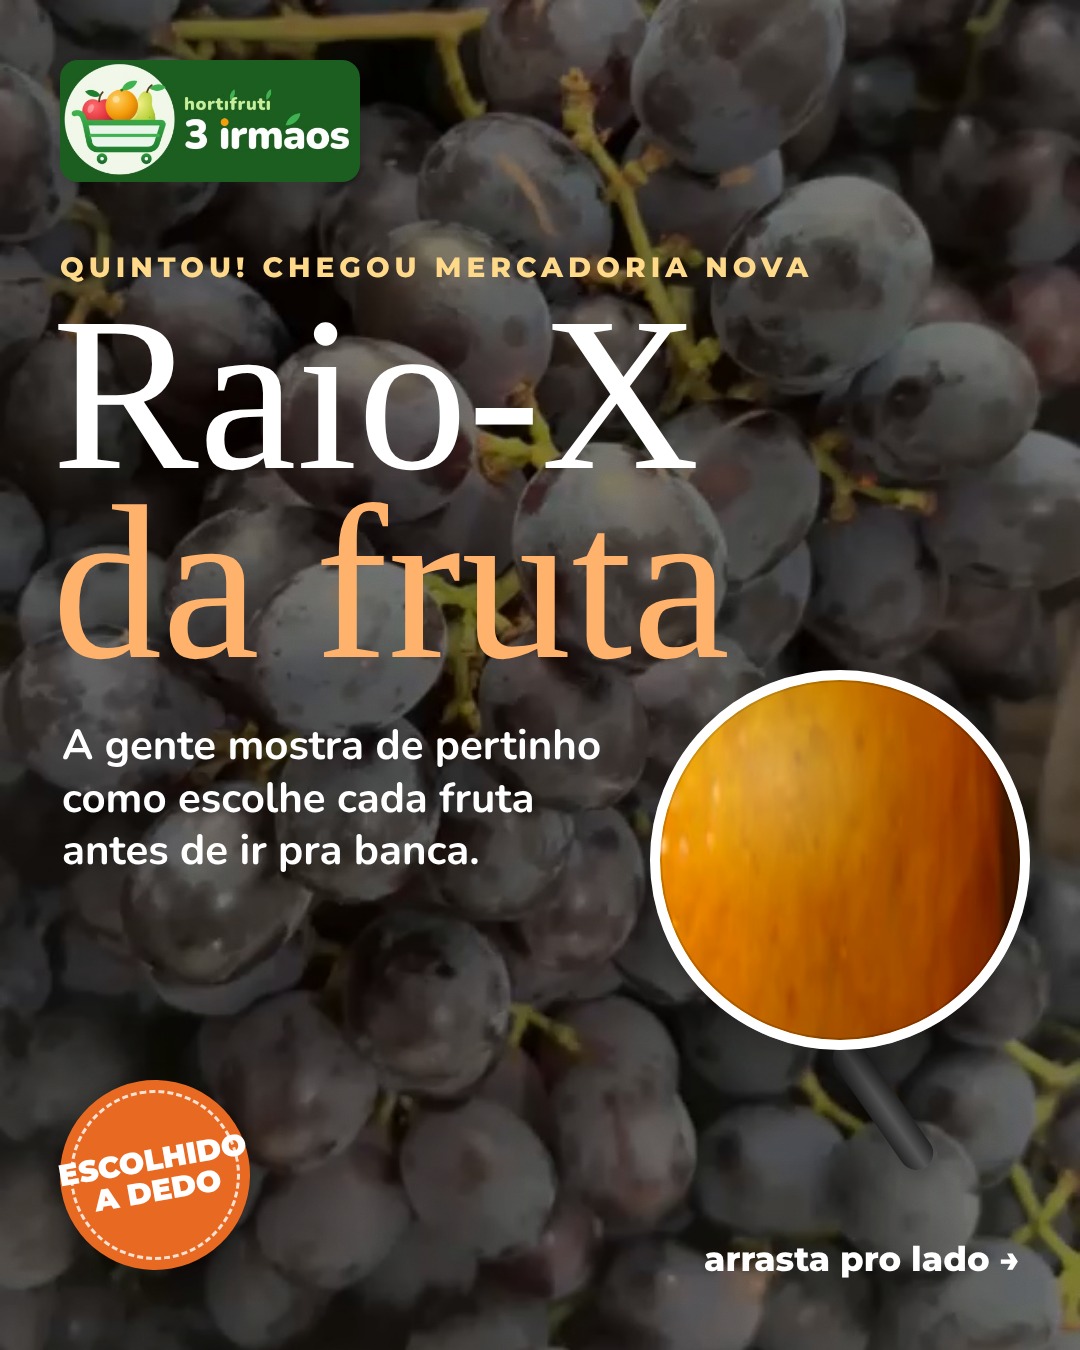 hortifruti
3 irmãos
QUINTOU! CHEGOU MERCADORIA NOVA
Raio-X
da fruta
A gente mostra de pertinho
como escolhe cada fruta
antes de ir pra banca.
ESCOLHIDO
A DEDO
arrasta pro lado →